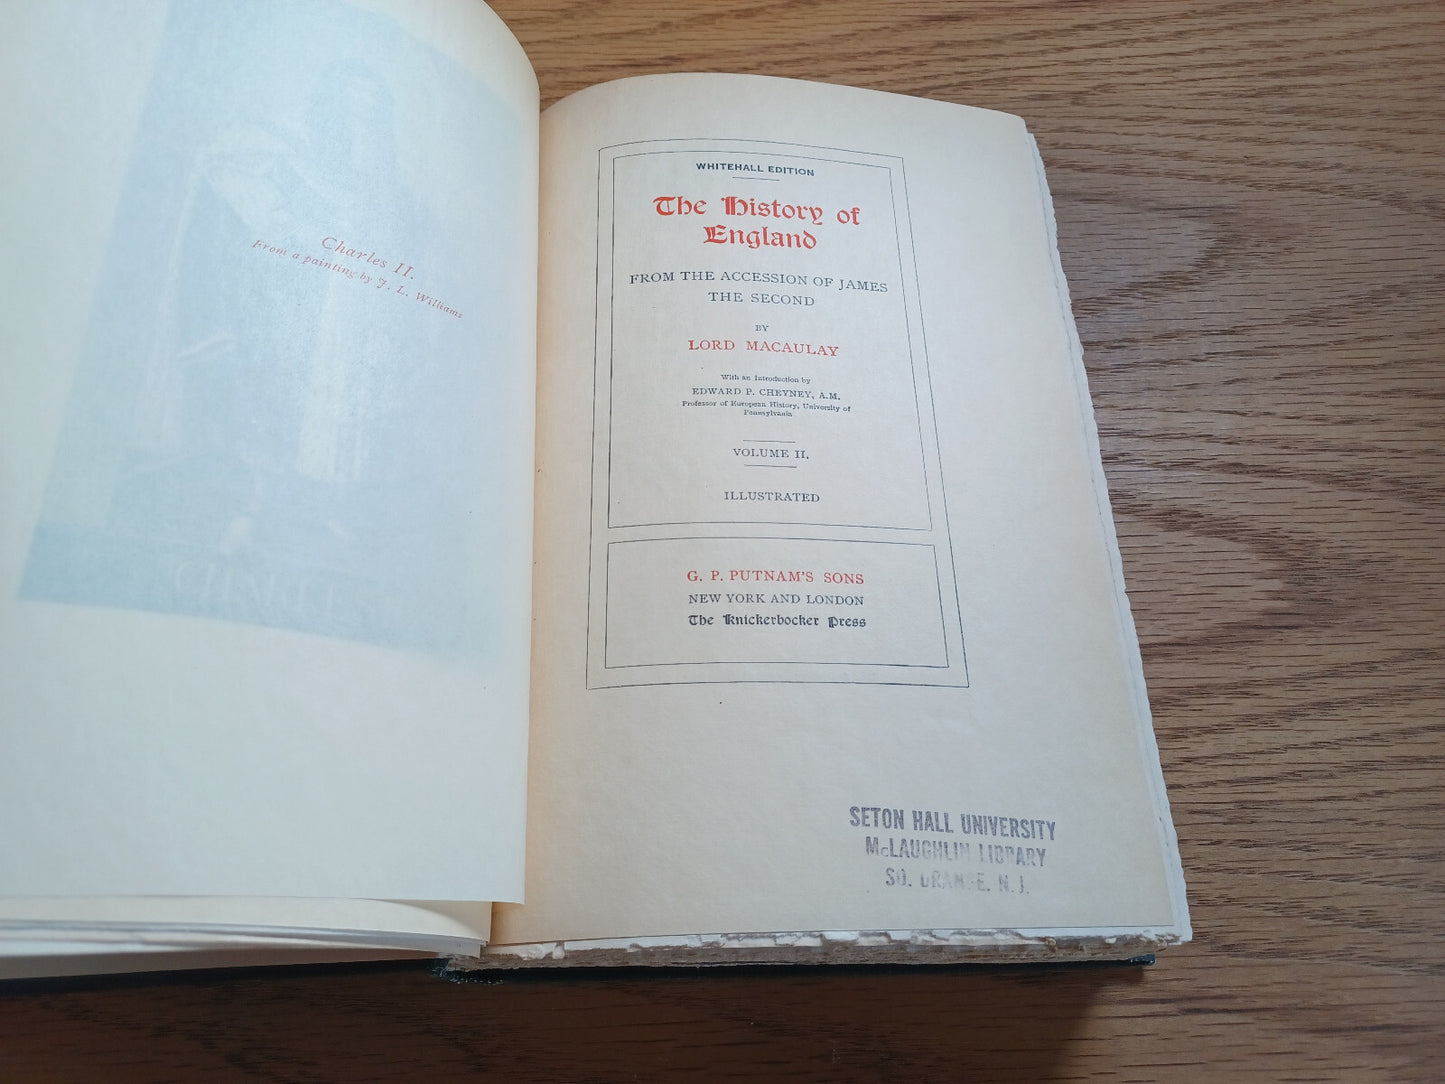 Charles II.
From a painting by J. L. Williams
WHITEHALL EDITION
The History of
England
FROM THE ACCESSION OF JAMES
THE SECOND
BY
LORD MACAULAY
With an Introduction by
EDWARD P. CHEYNEY, A.M.
Professor of European History, University of
Pennsylvania
VOLUME II.
ILLUSTRATED
G. P. PUTNAM'S SONS
NEW YORK AND LONDON
The Knickerbocker Press
SETON HALL UNIVERSITY
McLAUGHLIN LIBRARY
SO. ORANGE. N. J.